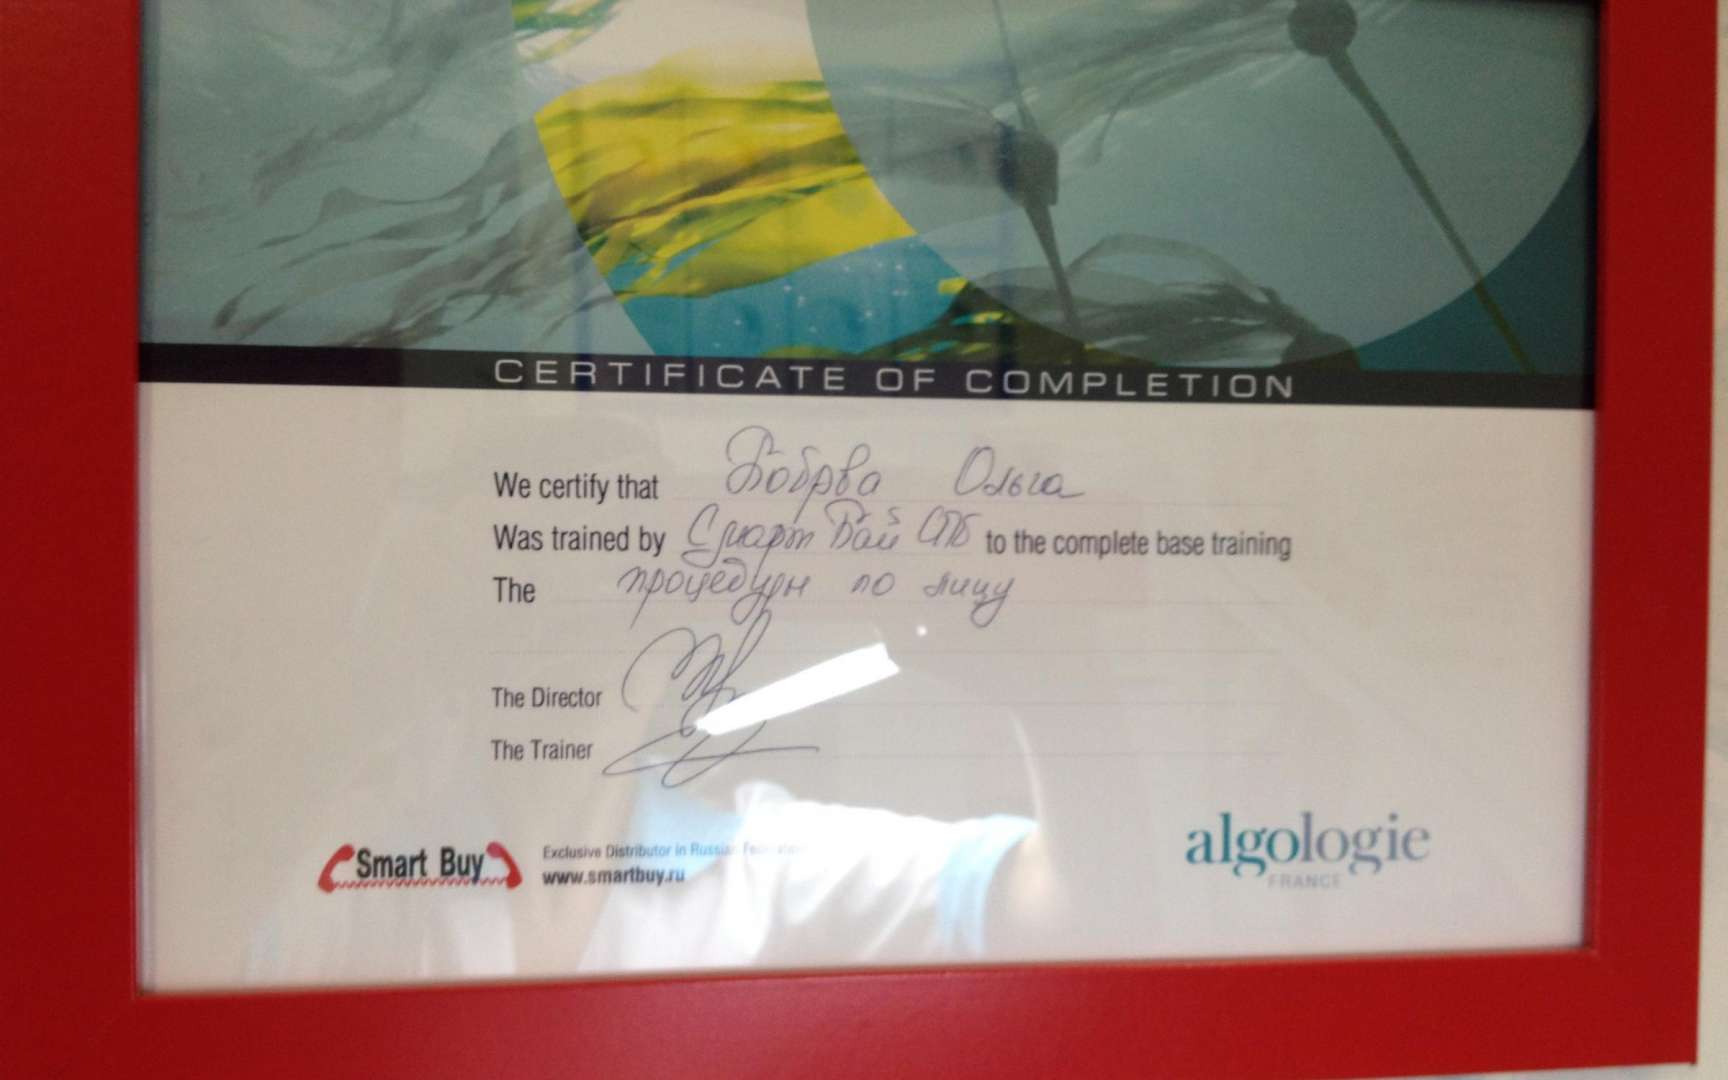 CERTIFICATE OF COMPLETION
We certify that Боброва Ольга
Was trained by Смарт Бай СПб to the complete base training
The процедуры по лицу
The Director
The Trainer
Smart Buy
Exclusive Distributor in Russian Federation
www.smartbuy.ru
algologie
FRANCE